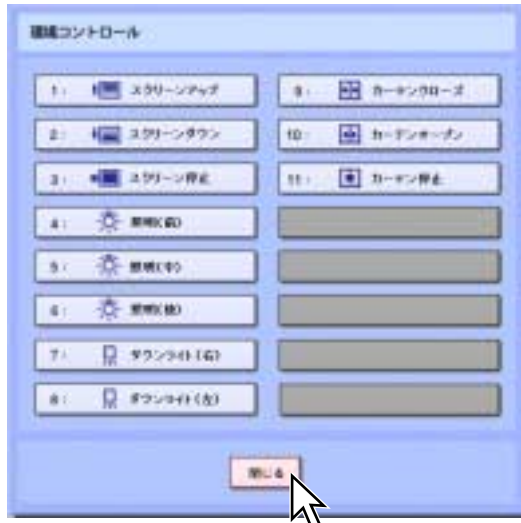 環境コントロール
1: スクリーンアップ
2: スクリーンダウン
3: スクリーン停止
4: 照明(前)
5: 照明(中)
6: 照明(後)
7: ダウンライト(右)
8: ダウンライト(左)
9: カーテンクローズ
10: カーテンオープン
11: カーテン停止
閉じる